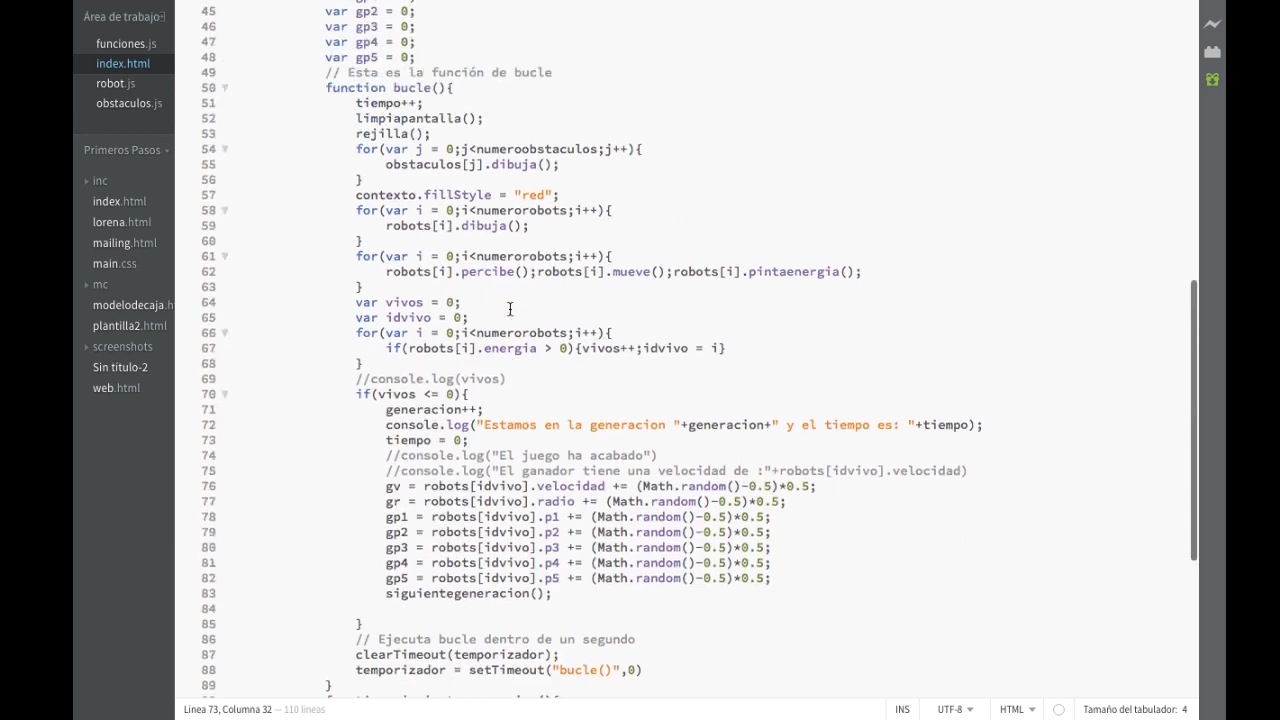 Área de trabajo
funciones.js
index.html
robot.js
obstaculos.js
Primeros Pasos
inc
index.html
lorena.html
mailing.html
main.css
mc
modelodecaja.h
plantilla2.html
screenshots
Sin título-2
web.html
45 var gp2 = 0;
46 var gp3 = 0;
47 var gp4 = 0;
48 var gp5 = 0;
49 // Esta es la función de bucle
50 function bucle(){
51 tiempo++;
52 limpiapantalla();
53 rejilla();
54 for(var j = 0;j<numeroobstaculos;j++){
55 obstaculos[j].dibuja();
56 }
57 contexto.fillStyle = "red";
58 for(var i = 0;i<numerorobots;i++){
59 robots[i].dibuja();
60 }
61 for(var i = 0;i<numerorobots;i++){
62 robots[i].percibe();robots[i].mueve();robots[i].pintaenergia();
63 }
64 var vivos = 0;
65 var idvivo = 0;
66 for(var i = 0;i<numerorobots;i++){
67 if(robots[i].energia > 0){vivos++;idvivo = i}
68 }
69 //console.log(vivos)
70 if(vivos <= 0){
71 generacion++;
72 console.log("Estamos en la generacion "+generacion+" y el tiempo es: "+tiempo);
73 tiempo = 0;
74 //console.log("El juego ha acabado")
75 //console.log("El ganador tiene una velocidad de :"+robots[idvivo].velocidad)
76 gv = robots[idvivo].velocidad += (Math.random()-0.5)*0.5;
77 gr = robots[idvivo].radio += (Math.random()-0.5)*0.5;
78 gp1 = robots[idvivo].p1 += (Math.random()-0.5)*0.5;
79 gp2 = robots[idvivo].p2 += (Math.random()-0.5)*0.5;
80 gp3 = robots[idvivo].p3 += (Math.random()-0.5)*0.5;
81 gp4 = robots[idvivo].p4 += (Math.random()-0.5)*0.5;
82 gp5 = robots[idvivo].p5 += (Math.random()-0.5)*0.5;
83 siguientegeneracion();
84
85 }
86 // Ejecuta bucle dentro de un segundo
87 clearTimeout(temporizador);
88 temporizador = setTimeout("bucle()",0)
89 }
Línea 73, Columna 32 — 110 líneas
INS
UTF-8
HTML
Tamaño del tabulador: 4